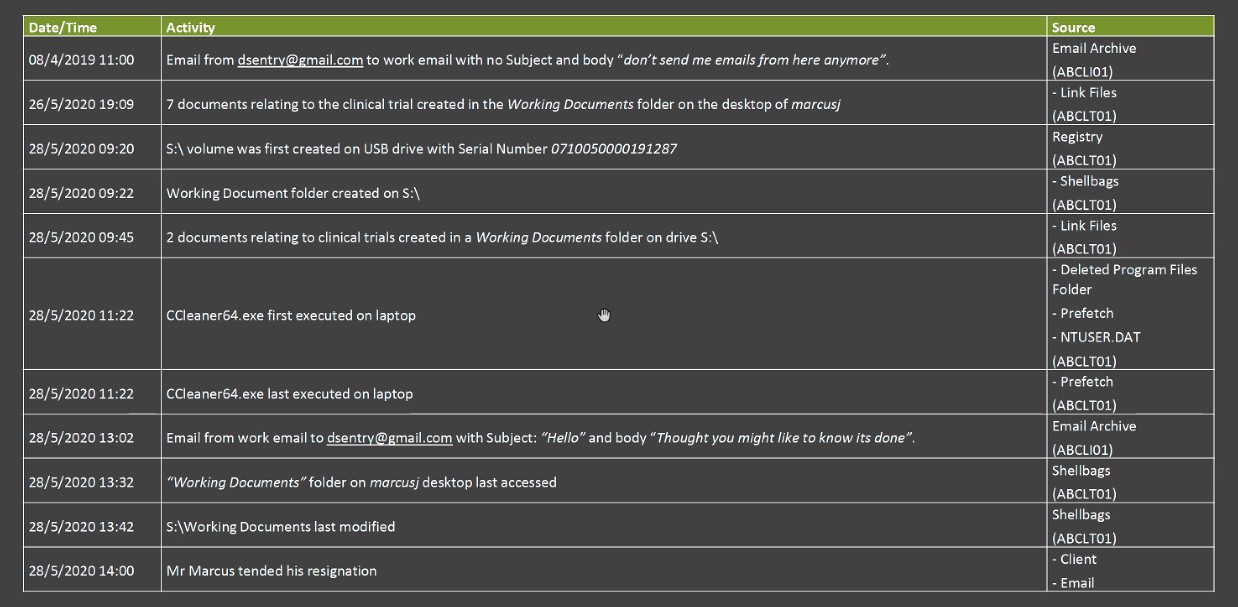 Date/Time Activity Source
08/4/2019 11:00 Email from dsentry@gmail.com to work email with no Subject and body “don’t send me emails from here anymore”. Email Archive
(ABCLI01)
26/5/2020 19:09 7 documents relating to the clinical trial created in the Working Documents folder on the desktop of marcusj - Link Files
(ABCLT01)
28/5/2020 09:20 S:\ volume was first created on USB drive with Serial Number 0710050000191287 Registry
(ABCLT01)
28/5/2020 09:22 Working Document folder created on S:\ - Shellbags
(ABCLT01)
28/5/2020 09:45 2 documents relating to clinical trials created in a Working Documents folder on drive S:\ - Link Files
(ABCLT01)
28/5/2020 11:22 CCleaner64.exe first executed on laptop - Deleted Program Files
Folder
- Prefetch
- NTUSER.DAT
(ABCLT01)
28/5/2020 11:22 CCleaner64.exe last executed on laptop - Prefetch
(ABCLT01)
28/5/2020 13:02 Email from work email to dsentry@gmail.com with Subject: “Hello” and body “Thought you might like to know its done”. Email Archive
(ABCLI01)
28/5/2020 13:32 “Working Documents” folder on marcusj desktop last accessed Shellbags
(ABCLT01)
28/5/2020 13:42 S:\Working Documents last modified Shellbags
(ABCLT01)
28/5/2020 14:00 Mr Marcus tended his resignation - Client
- Email